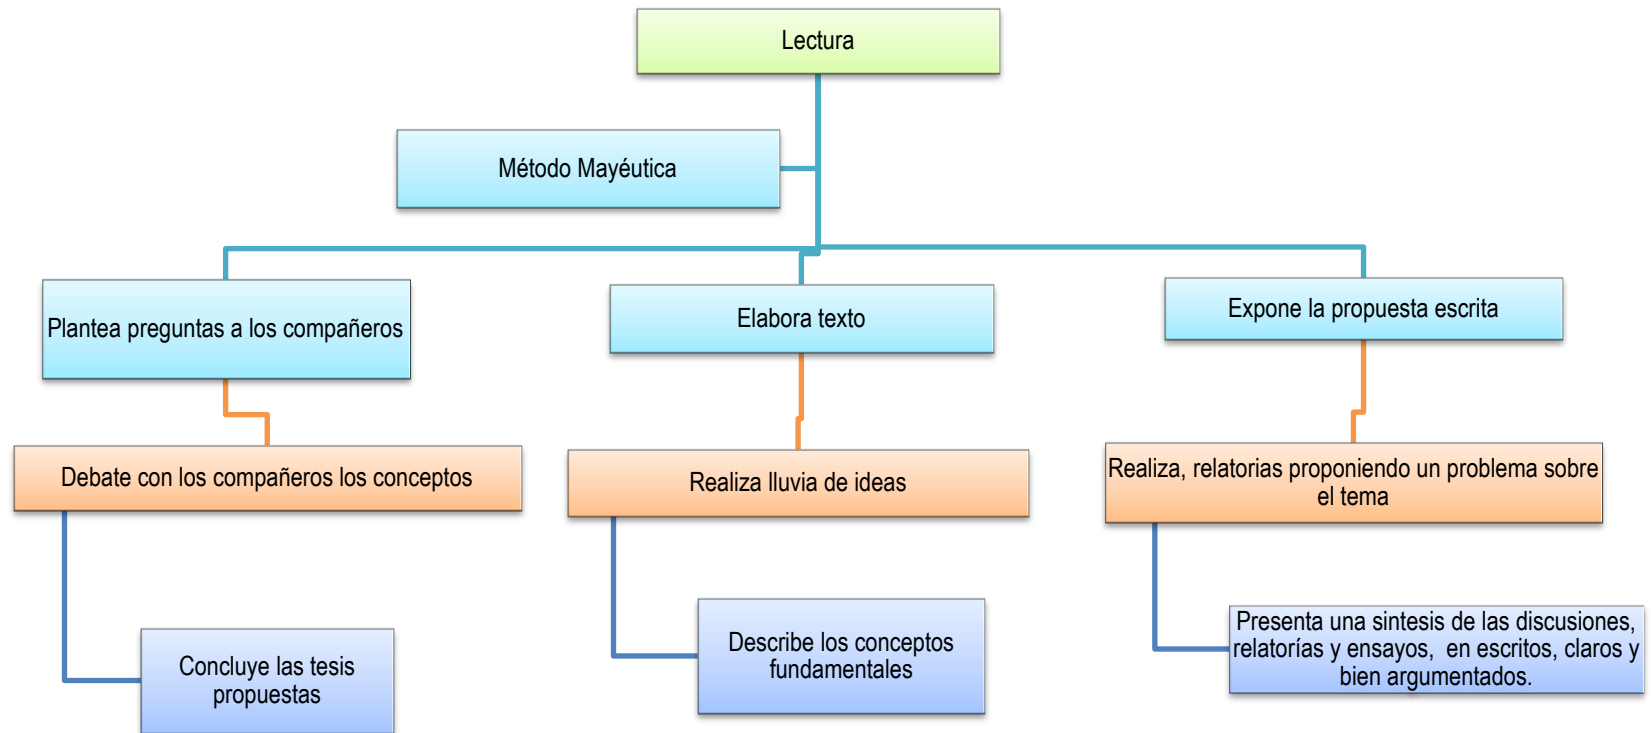 Lectura
Método Mayéutica
Plantea preguntas a los compañeros
Elabora texto
Expone la propuesta escrita
Debate con los compañeros los conceptos
Realiza lluvia de ideas
Realiza, relatorias proponiendo un problema sobre
el tema
Concluye las tesis
propuestas
Describe los conceptos
fundamentales
Presenta una sintesis de las discusiones,
relatorías y ensayos, en escritos, claros y
bien argumentados.